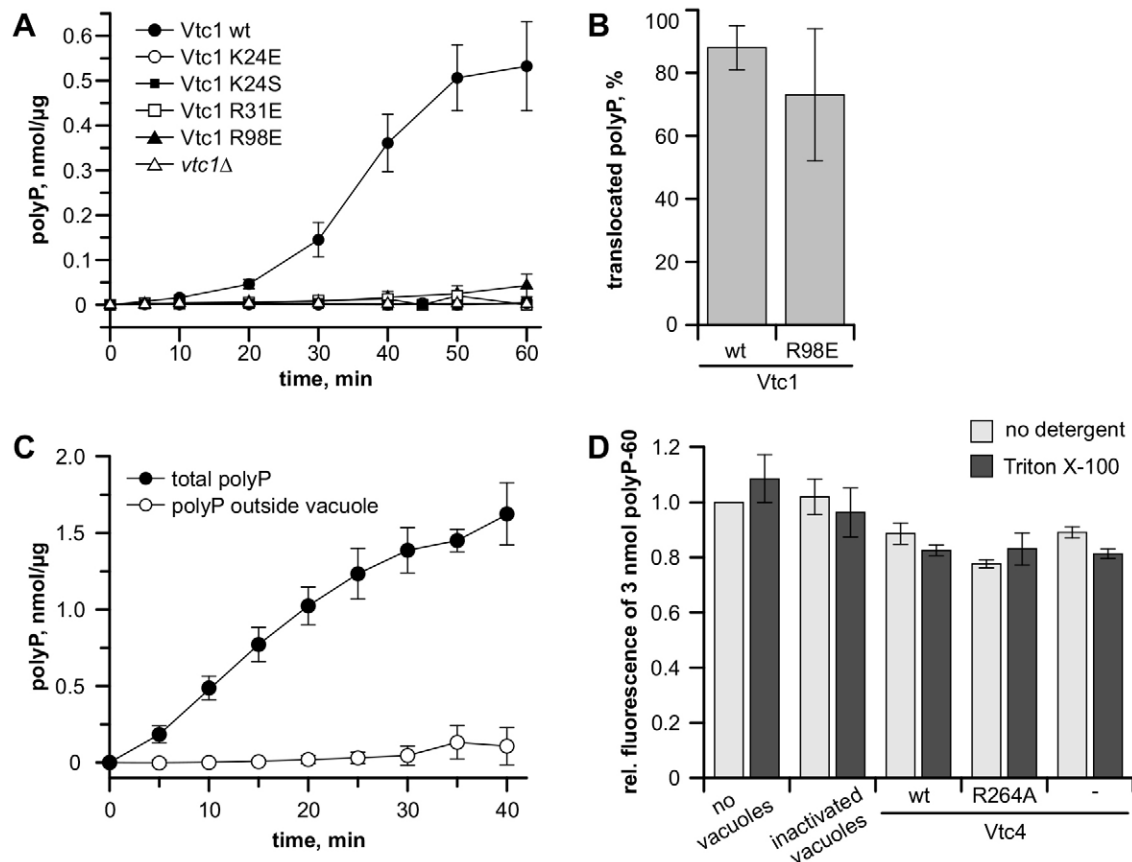 A
polyP, nmol/µg
0.6
0.5
0.4
0.3
0.2
0.1
0
Vtc1 wt
Vtc1 K24E
Vtc1 K24S
Vtc1 R31E
Vtc1 R98E
vtc1Δ
0 10 20 30 40 50 60
time, min
B
translocated polyP, %
100
80
60
40
20
0
wt R98E
Vtc1
C
polyP, nmol/µg
2.0
1.5
1.0
0.5
0
total polyP
polyP outside vacuole
0 10 20 30 40
time, min
D
no detergent
Triton X-100
rel. fluorescence of 3 nmol polyP-60
1.2
1.0
0.8
0.6
0.4
0.2
0
no
vacuoles
inactivated
vacuoles
wt R264A -
Vtc4